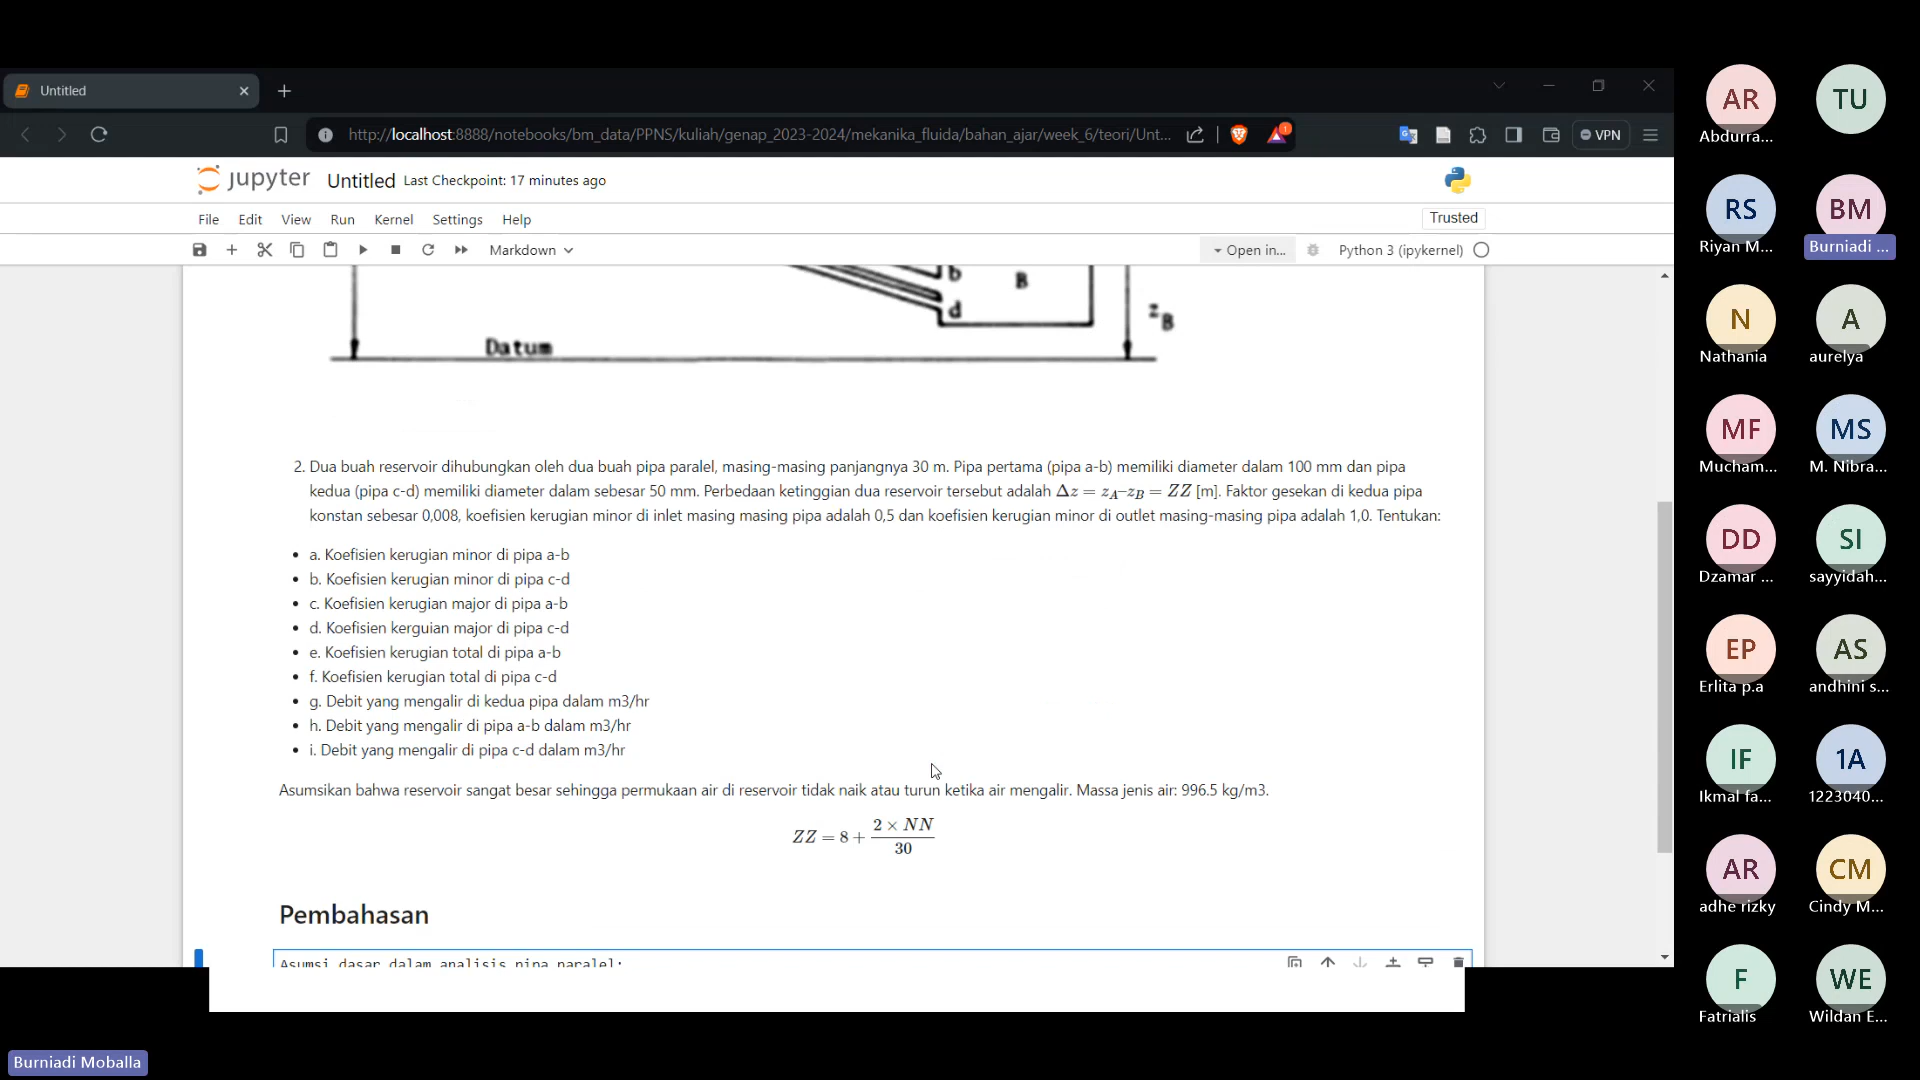 Untitled
http://localhost:8888/notebooks/bm_data/PPNS/kuliah/genap_2023-2024/mekanika_fluida/bahan_ajar/week_6/teori/Unt...
1
VPN
jupyter Untitled Last Checkpoint: 17 minutes ago
File Edit View Run Kernel Settings Help
Trusted
Markdown
Open in...
Python 3 (ipykernel)
b
B
d
zB
Datum
2. Dua buah reservoir dihubungkan oleh dua buah pipa paralel, masing-masing panjangnya 30 m. Pipa pertama (pipa a-b) memiliki diameter dalam 100 mm dan pipa
kedua (pipa c-d) memiliki diameter dalam sebesar 50 mm. Perbedaan ketinggian dua reservoir tersebut adalah Δz = zA–zB = ZZ [m]. Faktor gesekan di kedua pipa
konstan sebesar 0,008, koefisien kerugian minor di inlet masing masing pipa adalah 0,5 dan koefisien kerugian minor di outlet masing-masing pipa adalah 1,0. Tentukan:
• a. Koefisien kerugian minor di pipa a-b
• b. Koefisien kerugian minor di pipa c-d
• c. Koefisien kerugian major di pipa a-b
• d. Koefisien kerguian major di pipa c-d
• e. Koefisien kerugian total di pipa a-b
• f. Koefisien kerugian total di pipa c-d
• g. Debit yang mengalir di kedua pipa dalam m3/hr
• h. Debit yang mengalir di pipa a-b dalam m3/hr
• i. Debit yang mengalir di pipa c-d dalam m3/hr
Asumsikan bahwa reservoir sangat besar sehingga permukaan air di reservoir tidak naik atau turun ketika air mengalir. Massa jenis air: 996.5 kg/m3.
ZZ = 8 + 2 × NN / 30
Pembahasan
Asumsi dasar dalam analisis pipa paralel:
AR
Abdurra...
TU
RS
Riyan M...
BM
Burniadi ...
N
Nathania
A
aurelya
MF
Mucham...
MS
M. Nibra...
DD
Dzamar ...
SI
sayyidah...
EP
Erlita p.a
AS
andhini s...
IF
Ikmal fa...
1A
1223040...
AR
adhe rizky
CM
Cindy M...
F
Fatrialis
WE
Wildan E...
Burniadi Moballa